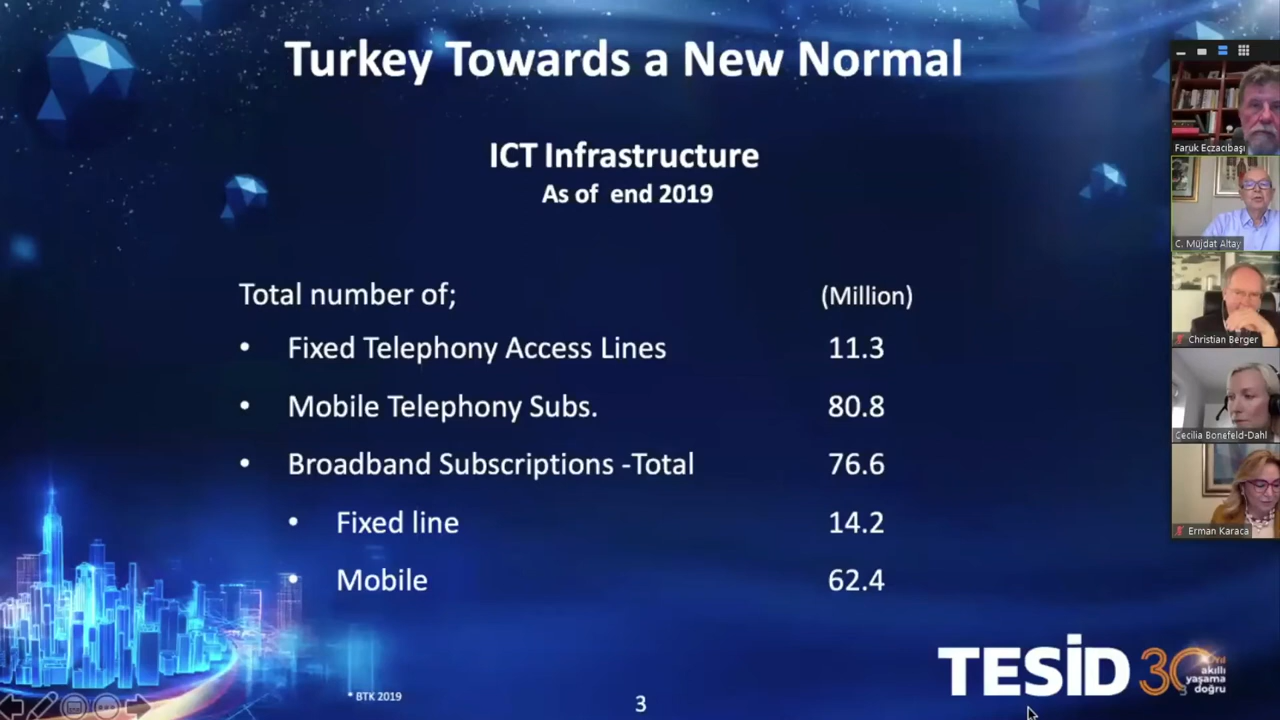 Turkey Towards a New Normal
ICT Infrastructure
As of end 2019
Total number of; (Million)
• Fixed Telephony Access Lines 11.3
• Mobile Telephony Subs. 80.8
• Broadband Subscriptions -Total 76.6
• Fixed line 14.2
• Mobile 62.4
* BTK 2019
3
TESİD 30 Yıl
akıllı
yaşama
doğru
3
Faruk Eczacıbaşı
C. Müjdat Altay
Christian Berger
Cecilia Bonefeld-Dahl
Erman Karaca